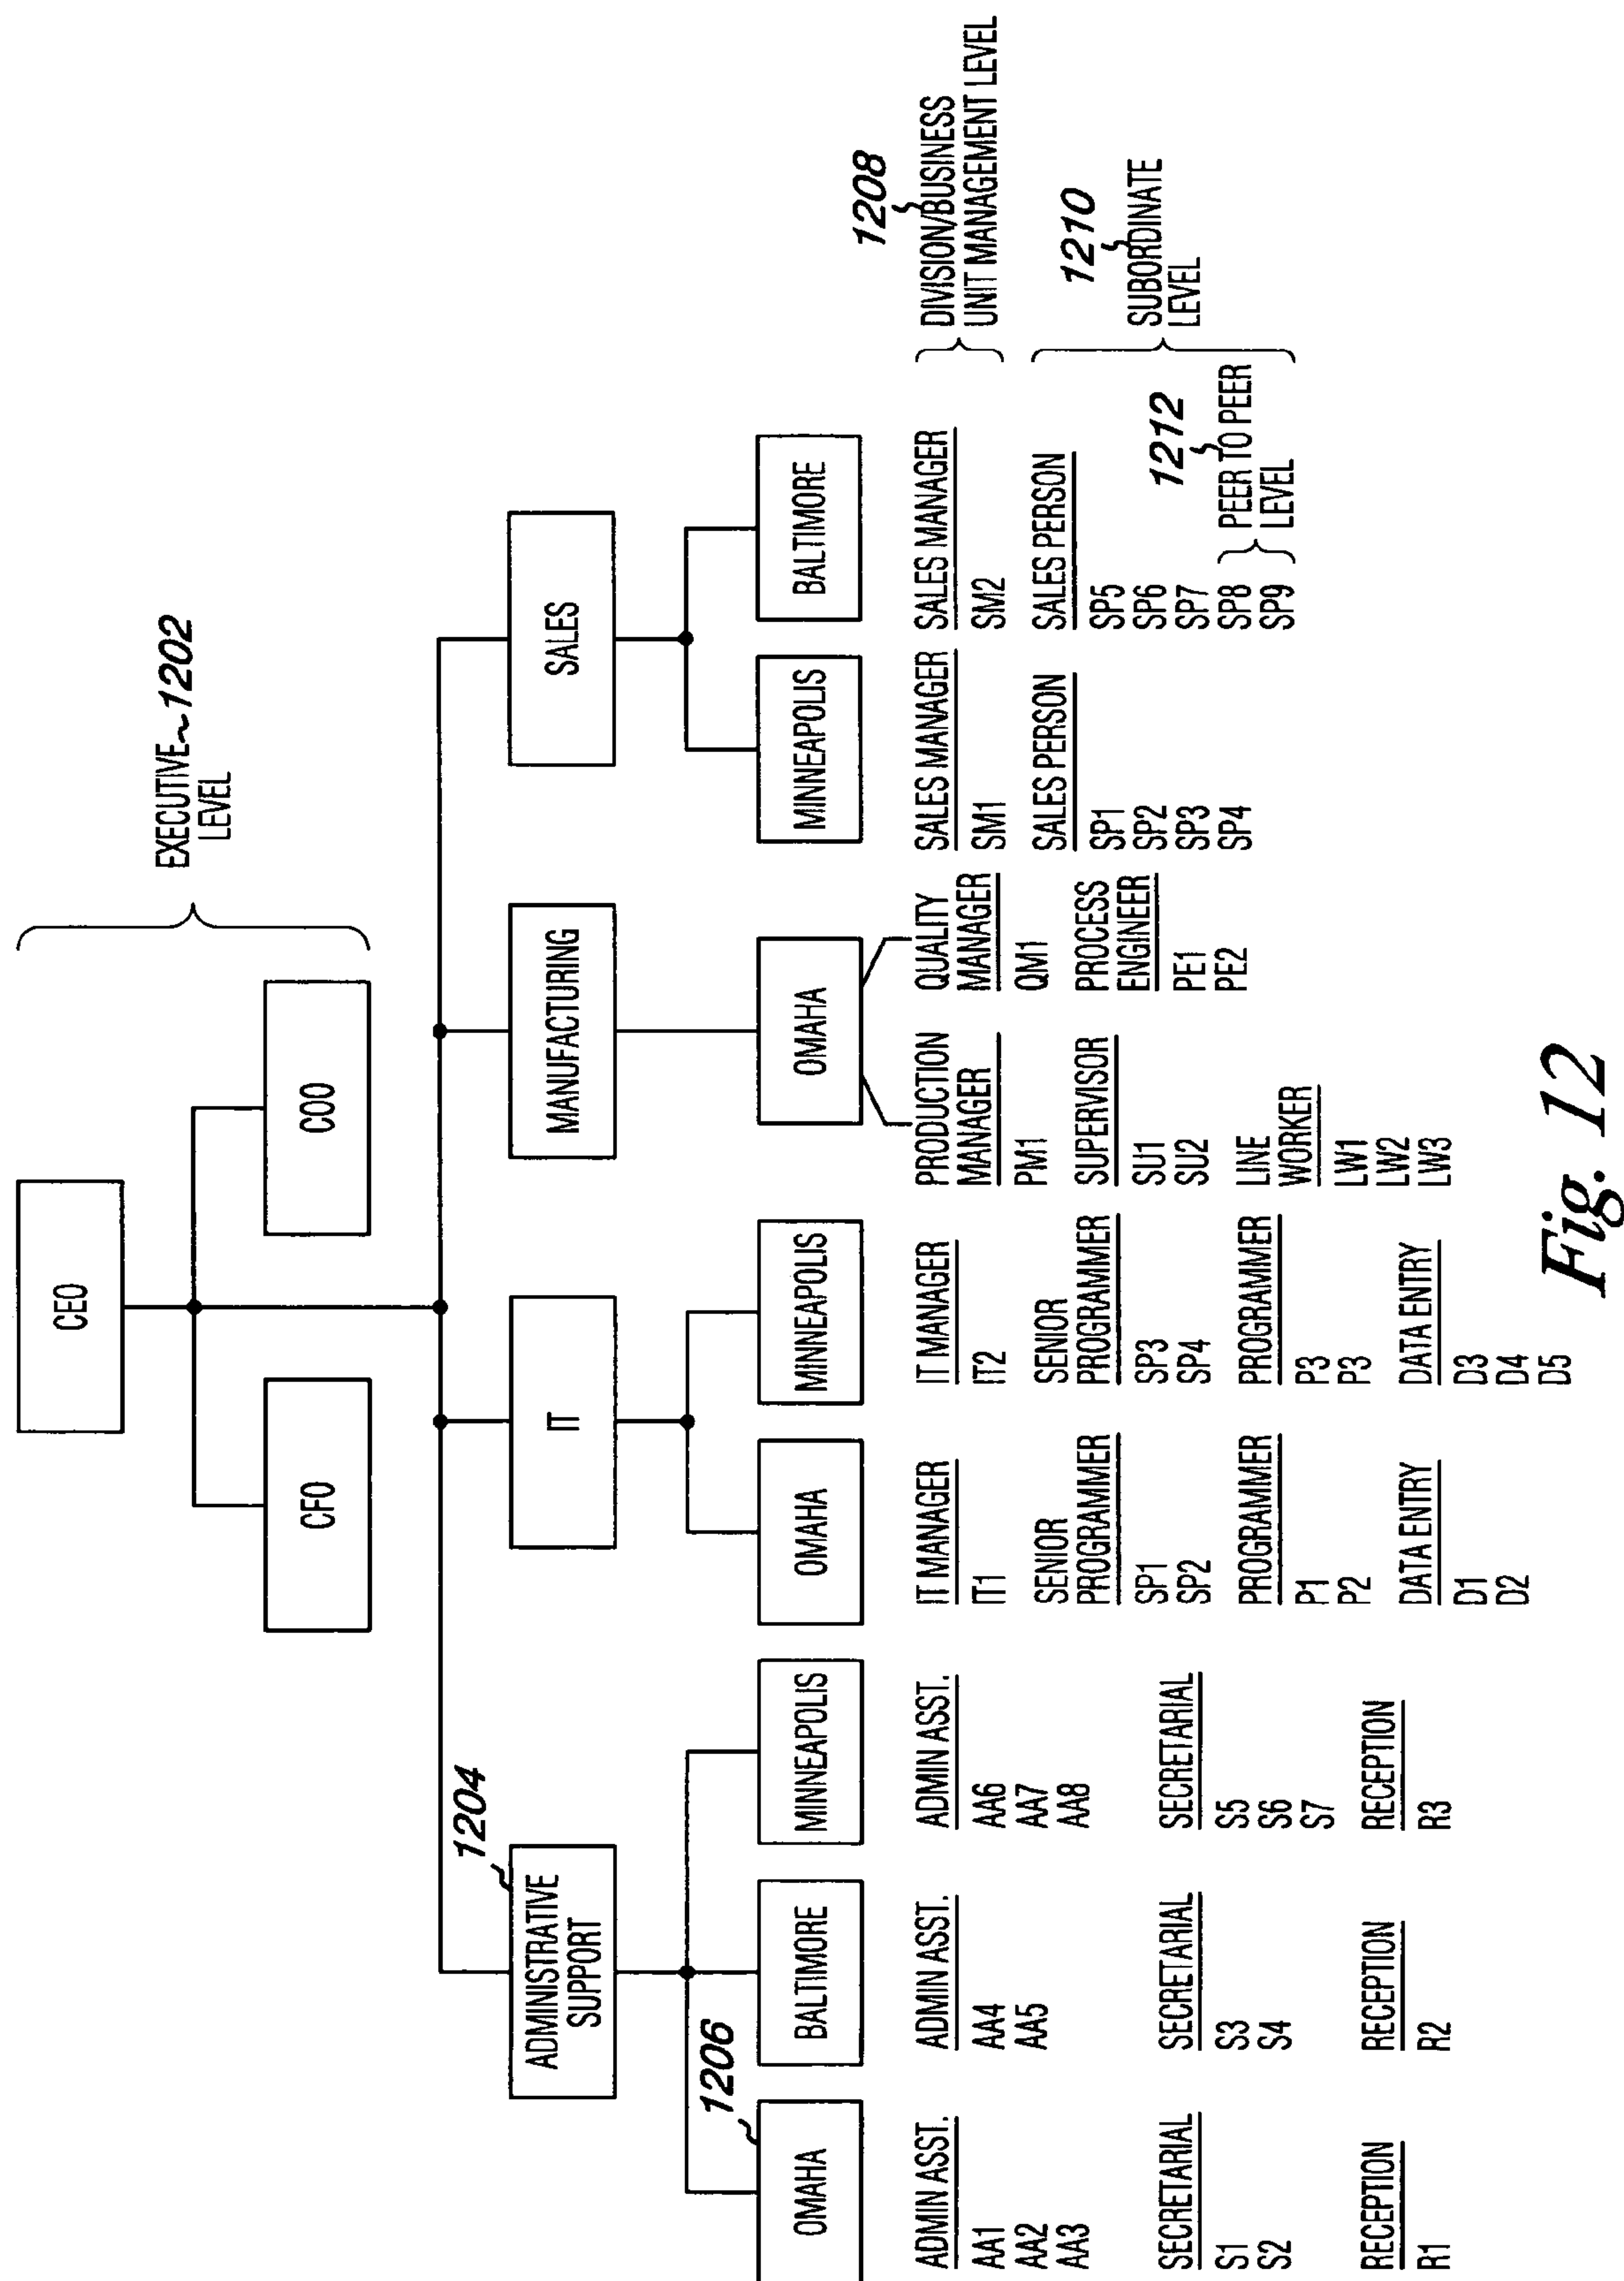 CEO
CFO
COO
EXECUTIVE~1202
LEVEL
1204
ADMINISTRATIVE
SUPPORT
IT
MANUFACTURING
SALES
1206
OMAHA
BALTIMORE
MINNEAPOLIS
OMAHA
MINNEAPOLIS
OMAHA
MINNEAPOLIS
BALTIMORE
1208
DIVISION/BUSINESS
UNIT MANAGEMENT LEVEL
1210
SUBORDINATE
LEVEL
1212
PEER TO PEER
LEVEL
ADMIN ASST.
AA1
AA2
AA3
SECRETARIAL
S1
S2
RECEPTION
R1
ADMIN ASST.
AA4
AA5
SECRETARIAL
S3
S4
RECEPTION
R2
ADMIN ASST.
AA6
AA7
AA8
SECRETARIAL
S5
S6
S7
RECEPTION
R3
IT MANAGER
IT1
SENIOR
PROGRAMMER
SP1
SP2
PROGRAMMER
P1
P2
DATA ENTRY
D1
D2
IT MANAGER
IT2
SENIOR
PROGRAMMER
SP3
SP4
PROGRAMMER
P3
P3
DATA ENTRY
D3
D4
D5
PRODUCTION
MANAGER
PM1
SUPERVISOR
SU1
SU2
LINE
WORKER
LW1
LW2
LW3
QUALITY
MANAGER
QM1
PROCESS
ENGINEER
PE1
PE2
SALES MANAGER
SM1
SALES PERSON
SP1
SP2
SP3
SP4
SALES MANAGER
SM2
SALES PERSON
SP5
SP6
SP7
SP8
SP9
Fig. 12